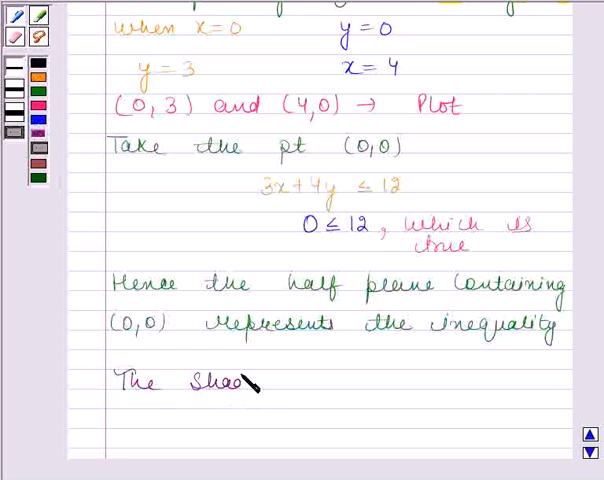 when x=0 y=0
y=3 x=4
(0,3) and (4,0) → Plot
Take the pt (0,0)
3x+4y ≤ 12
0 ≤ 12, which is
true
Hence the half plane containing
(0,0) represents the inequality
The Shad